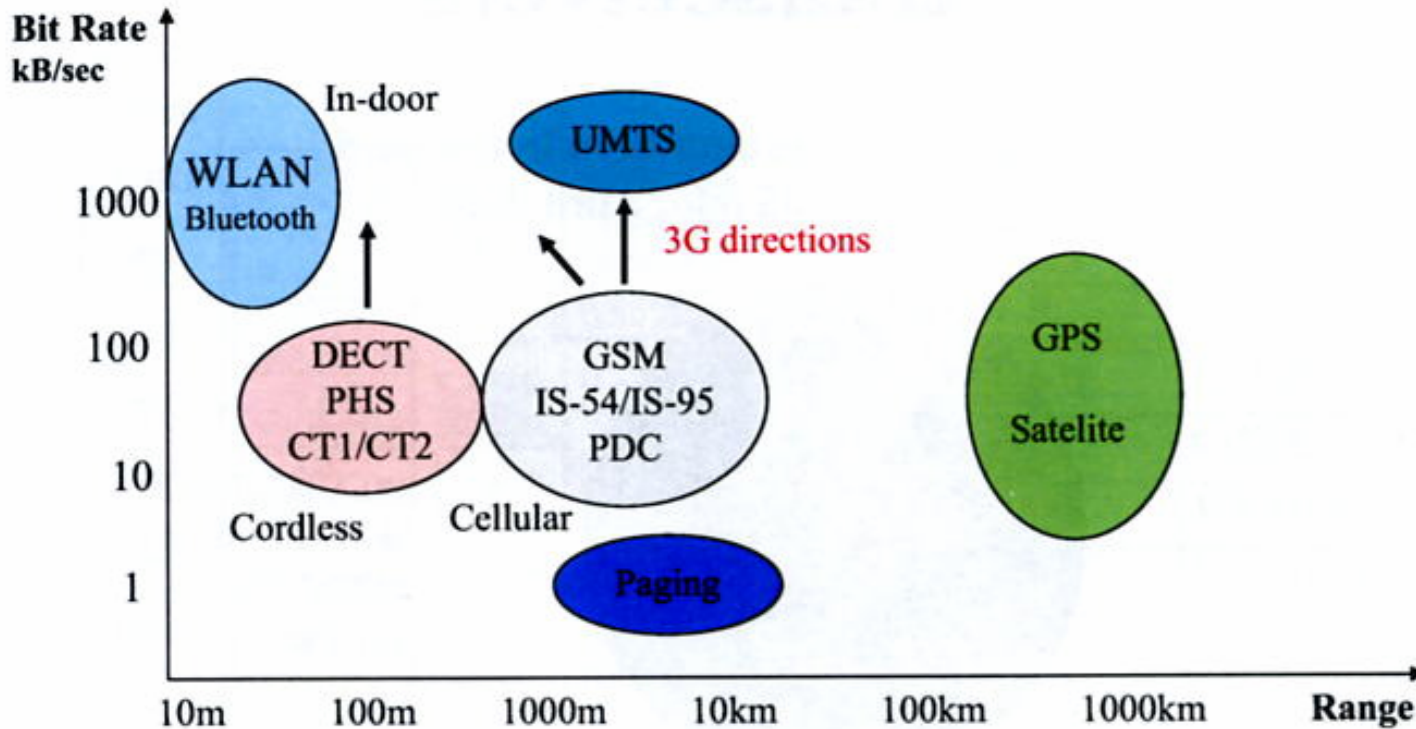 Bit Rate
kB/sec
In-door
UMTS
WLAN
Bluetooth
1000
3G directions
100
DECT
PHS
CT1/CT2
GSM
IS-54/IS-95
PDC
GPS
Satelite
10
Cordless
Cellular
1
Paging
10m 100m 1000m 10km 100km 1000km Range